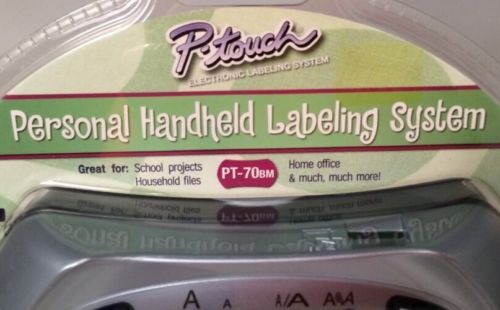 P-touch
ELECTRONIC LABELING SYSTEM
Personal Handheld Labeling System
Great for: School projects
Household files
PT-70BM
Home office
& much, much more!
A A A/A A&A